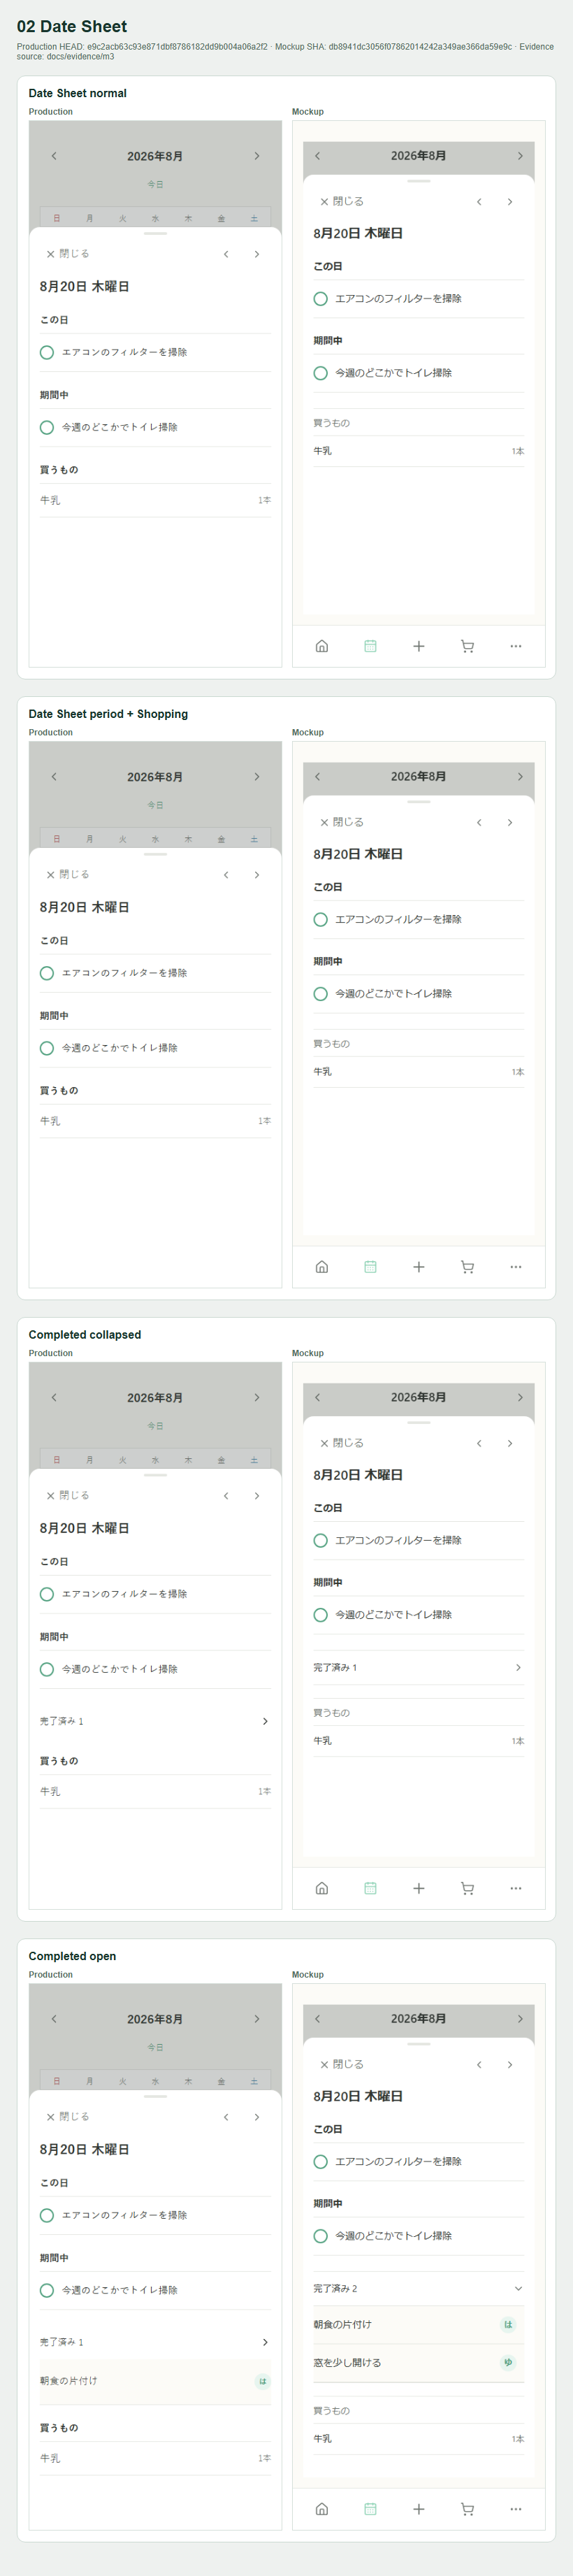 02 Date Sheet
Production HEAD: e9c2acb63c93e871dbf8786182dd9b004a06a2f2 · Mockup SHA: db8941dc3056f07862014242a349ae366da59e9c · Evidence
source: docs/evidence/m3
Date Sheet normal
Production
2026年8月
今日
日 月 火 水 木 金 土
閉じる
8月20日 木曜日
この日
エアコンのフィルターを掃除
期間中
今週のどこかでトイレ掃除
買うもの
牛乳 1本
Mockup
2026年8月
閉じる
8月20日 木曜日
この日
エアコンのフィルターを掃除
期間中
今週のどこかでトイレ掃除
買うもの
牛乳 1本
Date Sheet period + Shopping
Production
2026年8月
今日
日 月 火 水 木 金 土
閉じる
8月20日 木曜日
この日
エアコンのフィルターを掃除
期間中
今週のどこかでトイレ掃除
買うもの
牛乳 1本
Mockup
2026年8月
閉じる
8月20日 木曜日
この日
エアコンのフィルターを掃除
期間中
今週のどこかでトイレ掃除
買うもの
牛乳 1本
Completed collapsed
Production
2026年8月
今日
日 月 火 水 木 金 土
閉じる
8月20日 木曜日
この日
エアコンのフィルターを掃除
期間中
今週のどこかでトイレ掃除
完了済み 1
買うもの
牛乳 1本
Mockup
2026年8月
閉じる
8月20日 木曜日
この日
エアコンのフィルターを掃除
期間中
今週のどこかでトイレ掃除
完了済み 1
買うもの
牛乳 1本
Completed open
Production
2026年8月
今日
日 月 火 水 木 金 土
閉じる
8月20日 木曜日
この日
エアコンのフィルターを掃除
期間中
今週のどこかでトイレ掃除
完了済み 1
朝食の片付け は
買うもの
牛乳 1本
Mockup
2026年8月
閉じる
8月20日 木曜日
この日
エアコンのフィルターを掃除
期間中
今週のどこかでトイレ掃除
完了済み 2
朝食の片付け は
窓を少し開ける ゆ
買うもの
牛乳 1本